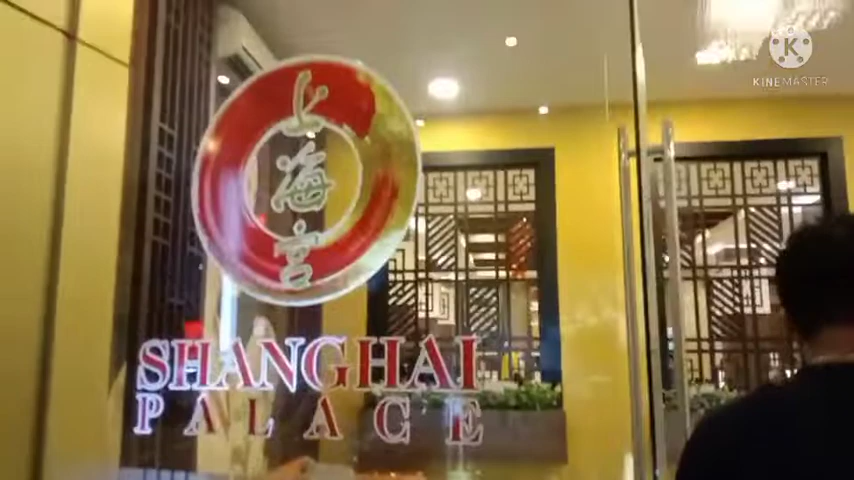 上海宮
SHANGHAI
PALACE
K
KINEMASTER